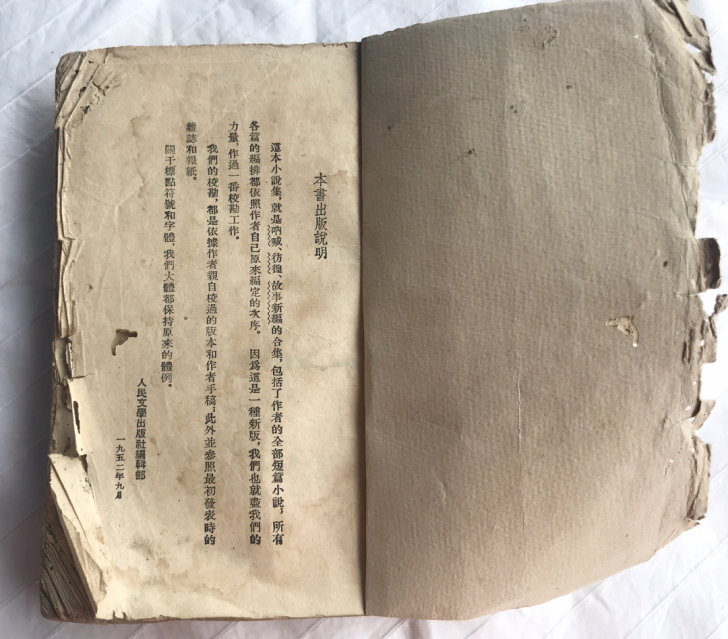 本書出版說明
這本小說集，就是吶喊、彷徨、故事新編的合集，包括了作者的全部短篇小說，所有
各篇的編排都依照作者自己原來編定的次序。因爲這是一種新版，我們也就盡我們的
力量，作過一番校勘工作。
我們的校勘，都是依據作者親自校過的版本和作者手稿；此外並參照最初發表時的
雜誌和報紙。
關于標點符號和字體，我們大體都保持原來的體例。
人民文學出版社編輯部
一九五二年九月